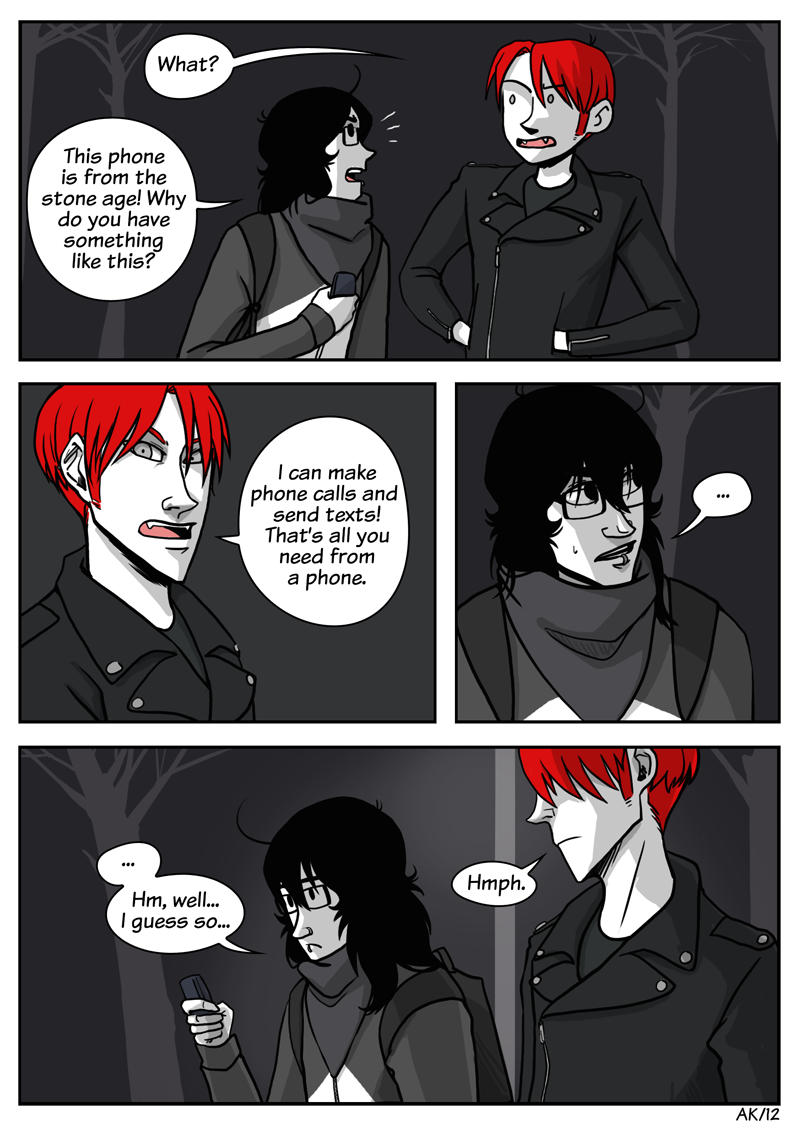 What?
This phone
is from the
stone age! Why
do you have
something
like this?
I can make
phone calls and
send texts!
That's all you
need from
a phone.
...
...
Hm, well...
I guess so...
Hmph.
AK/12